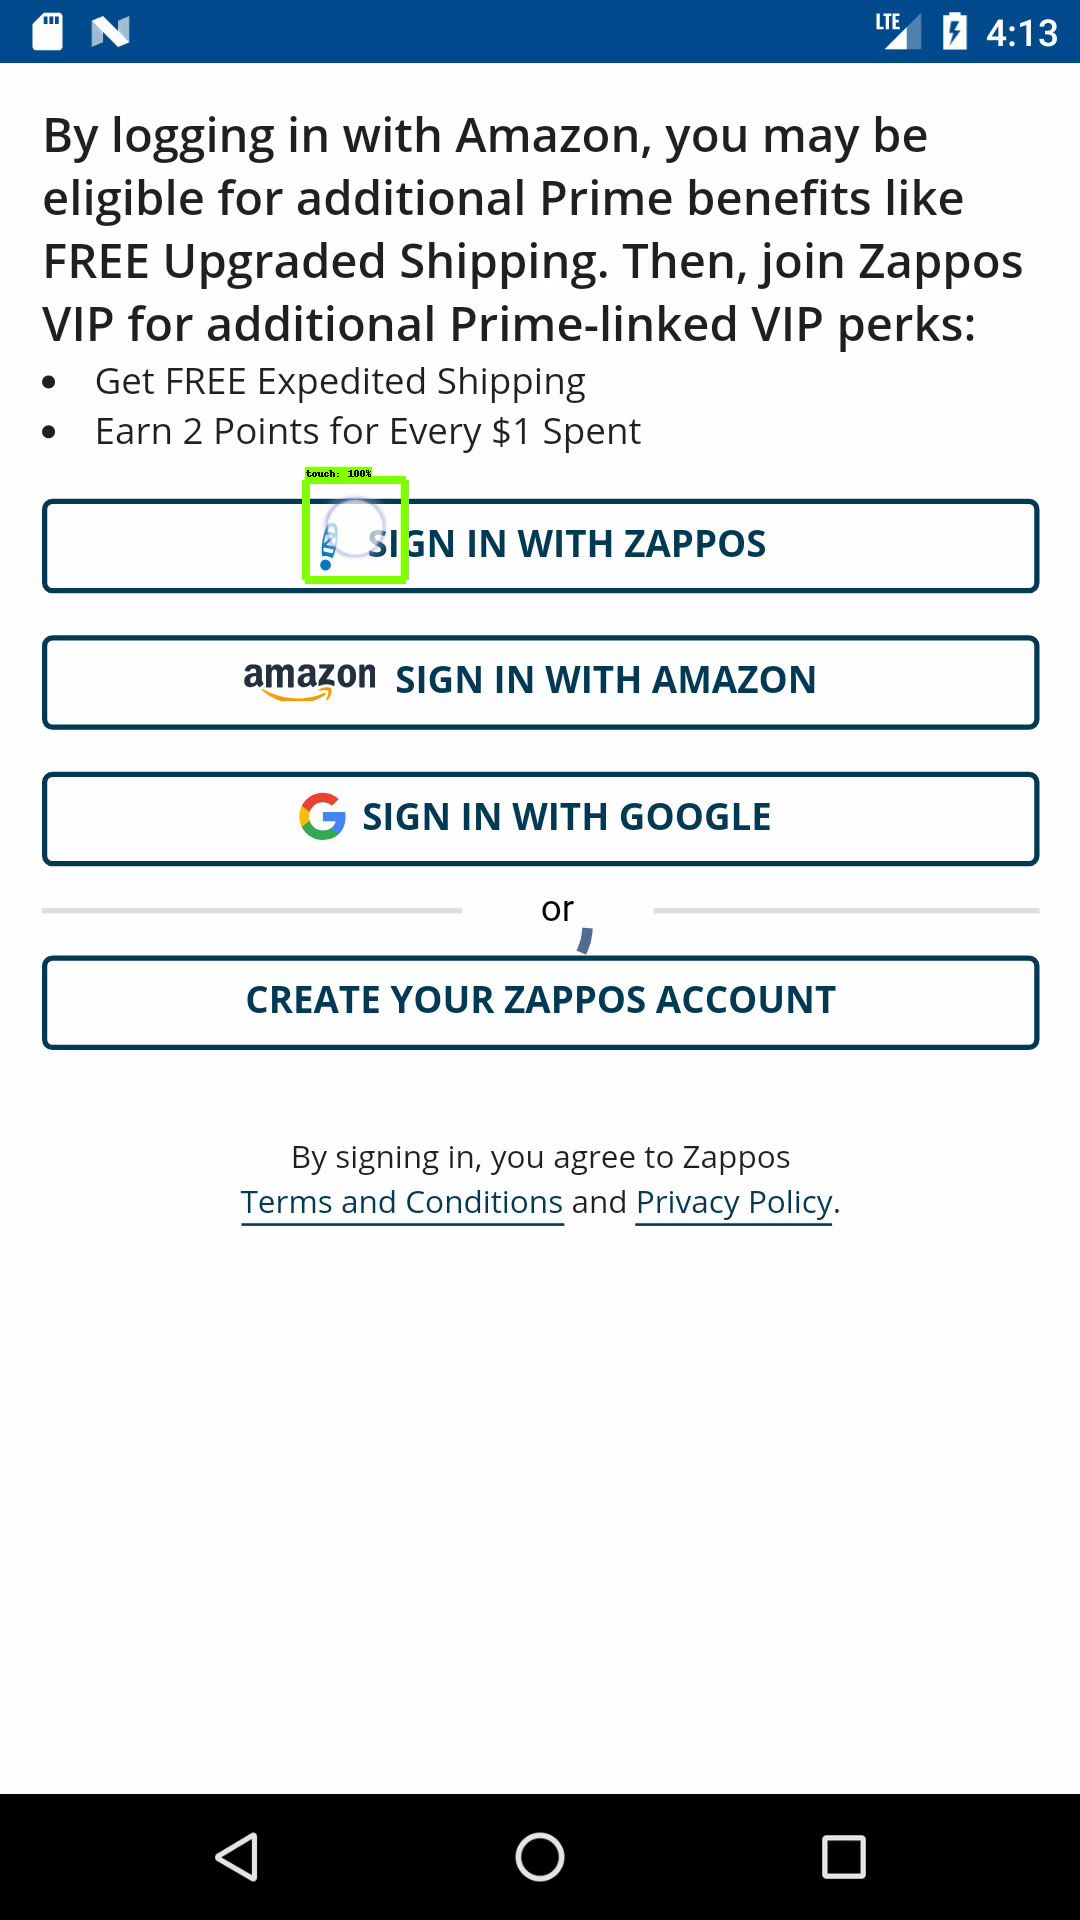 LTE 4:13
By logging in with Amazon, you may be
eligible for additional Prime benefits like
FREE Upgraded Shipping. Then, join Zappos
VIP for additional Prime-linked VIP perks:
• Get FREE Expedited Shipping
• Earn 2 Points for Every $1 Spent
touch: 100%
SIGN IN WITH ZAPPOS
amazon SIGN IN WITH AMAZON
SIGN IN WITH GOOGLE
or
CREATE YOUR ZAPPOS ACCOUNT
By signing in, you agree to Zappos
Terms and Conditions and Privacy Policy.